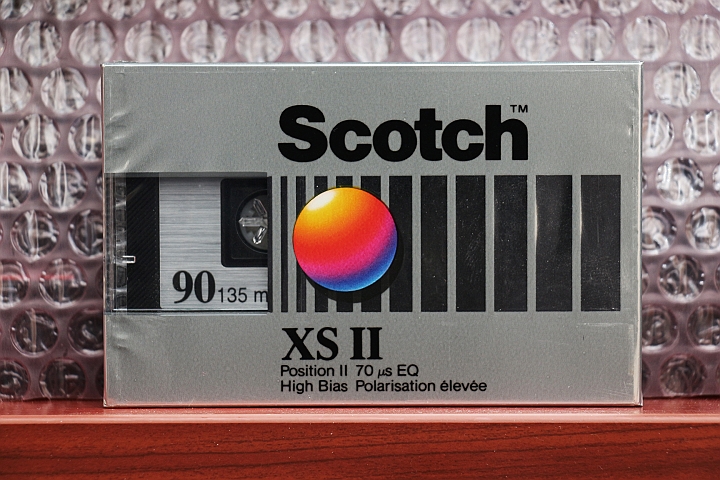 Scotch™
90 135 m
XS II
Position II 70 µs EQ
High Bias Polarisation élevée